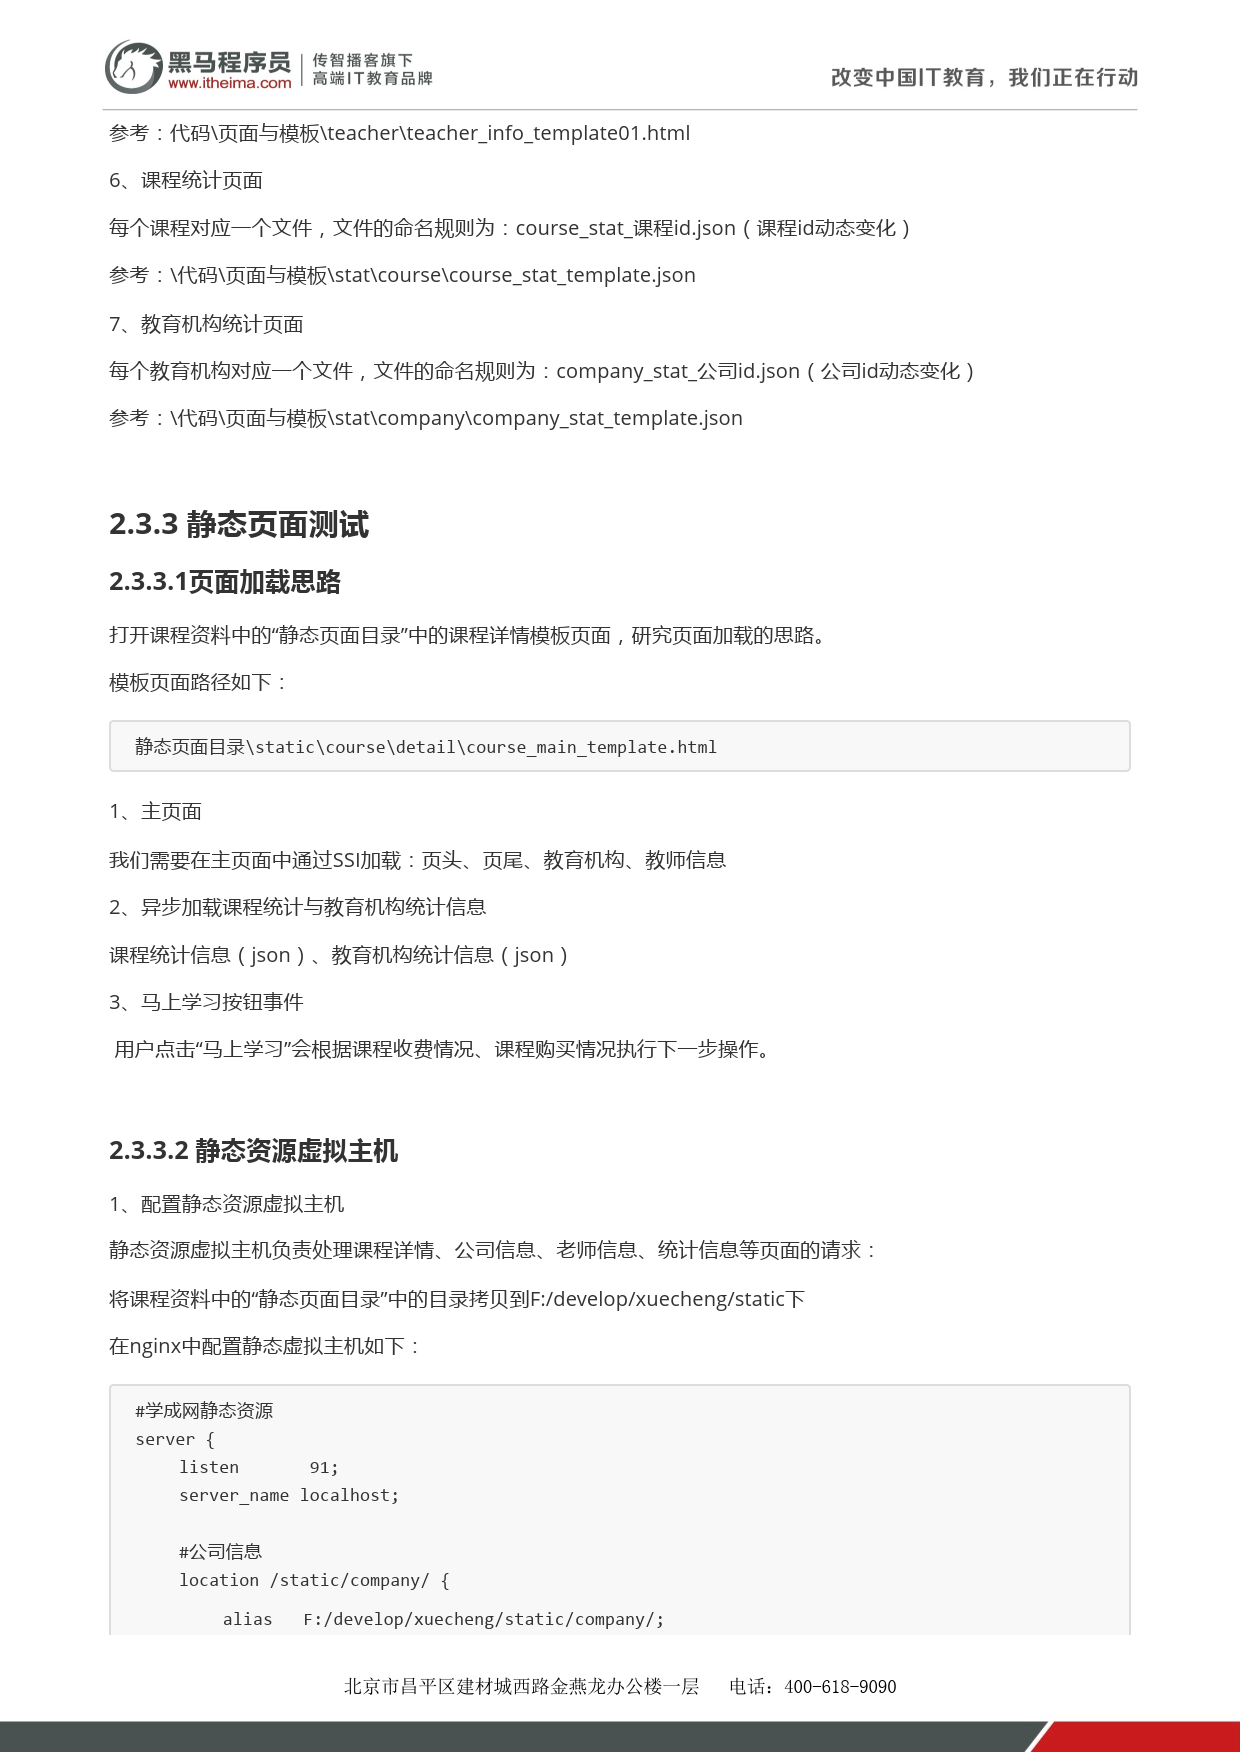 黑马程序员
www.itheima.com
传智播客旗下
高端IT教育品牌
改变中国IT教育，我们正在行动
参考：代码\页面与模板\teacher\teacher_info_template01.html
6、课程统计页面
每个课程对应一个文件，文件的命名规则为：course_stat_课程id.json（课程id动态变化）
参考：\代码\页面与模板\stat\course\course_stat_template.json
7、教育机构统计页面
每个教育机构对应一个文件，文件的命名规则为：company_stat_公司id.json（公司id动态变化）
参考：\代码\页面与模板\stat\company\company_stat_template.json
2.3.3 静态页面测试
2.3.3.1页面加载思路
打开课程资料中的“静态页面目录”中的课程详情模板页面，研究页面加载的思路。
模板页面路径如下：
静态页面目录\static\course\detail\course_main_template.html
1、主页面
我们需要在主页面中通过SSI加载：页头、页尾、教育机构、教师信息
2、异步加载课程统计与教育机构统计信息
课程统计信息（json）、教育机构统计信息（json）
3、马上学习按钮事件
用户点击“马上学习”会根据课程收费情况、课程购买情况执行下一步操作。
2.3.3.2 静态资源虚拟主机
1、配置静态资源虚拟主机
静态资源虚拟主机负责处理课程详情、公司信息、老师信息、统计信息等页面的请求：
将课程资料中的“静态页面目录”中的目录拷贝到F:/develop/xuecheng/static下
在nginx中配置静态虚拟主机如下：
#学成网静态资源
server {
listen       91;
server_name localhost;
#公司信息
location /static/company/ {
alias   F:/develop/xuecheng/static/company/;
北京市昌平区建材城西路金燕龙办公楼一层   电话：400-618-9090